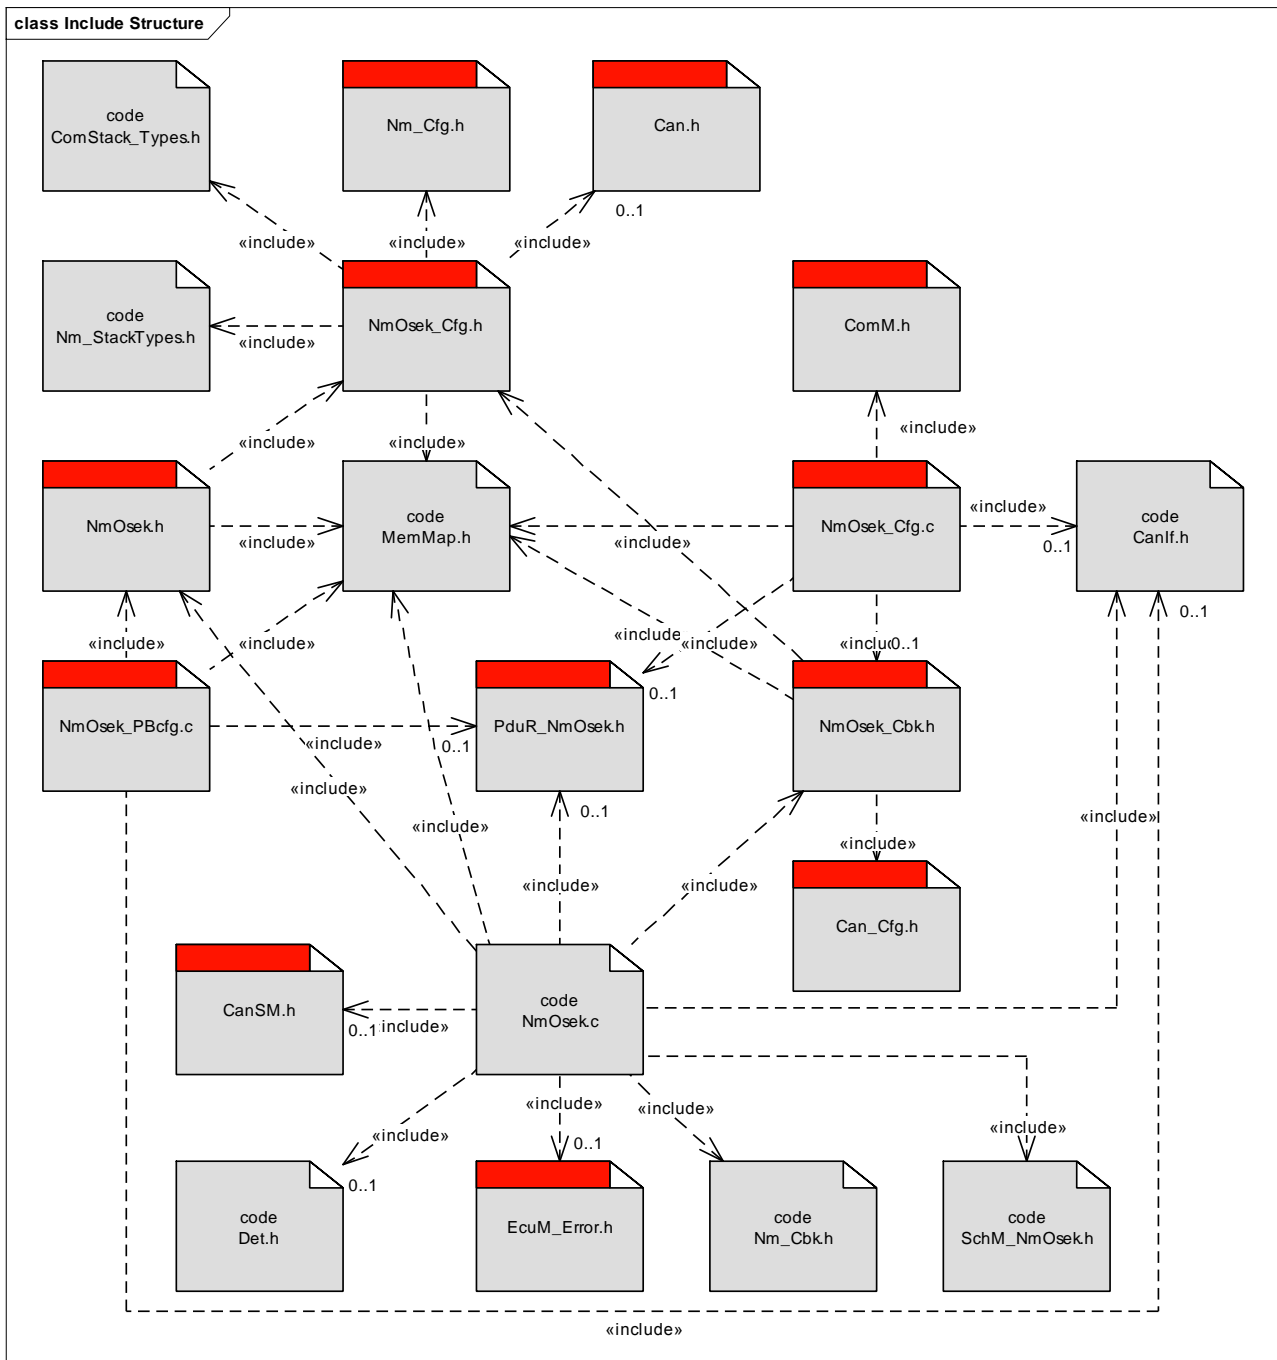 class Include Structure
code
ComStack_Types.h
Nm_Cfg.h
Can.h
0..1
«include»
«include»
«include»
code
Nm_StackTypes.h
NmOsek_Cfg.h
ComM.h
«include»
«include»
«include»
«include»
NmOsek.h
code
MemMap.h
NmOsek_Cfg.c
code
CanIf.h
«include»
«include»
0..1
0..1
«include»
«include»
«include»
«include»
«inclu
0..1
NmOsek_PBcfg.c
PduR_NmOsek.h
NmOsek_Cbk.h
0..1
«include»
0..1
«include»
0..1
«include»
«include»
«include»
«include»
«include»
Can_Cfg.h
CanSM.h
code
NmOsek.c
0..1
:include»
«include»
«include»
«include»
«include»
0..1
0..1
code
Det.h
EcuM_Error.h
code
Nm_Cbk.h
code
SchM_NmOsek.h
«include»